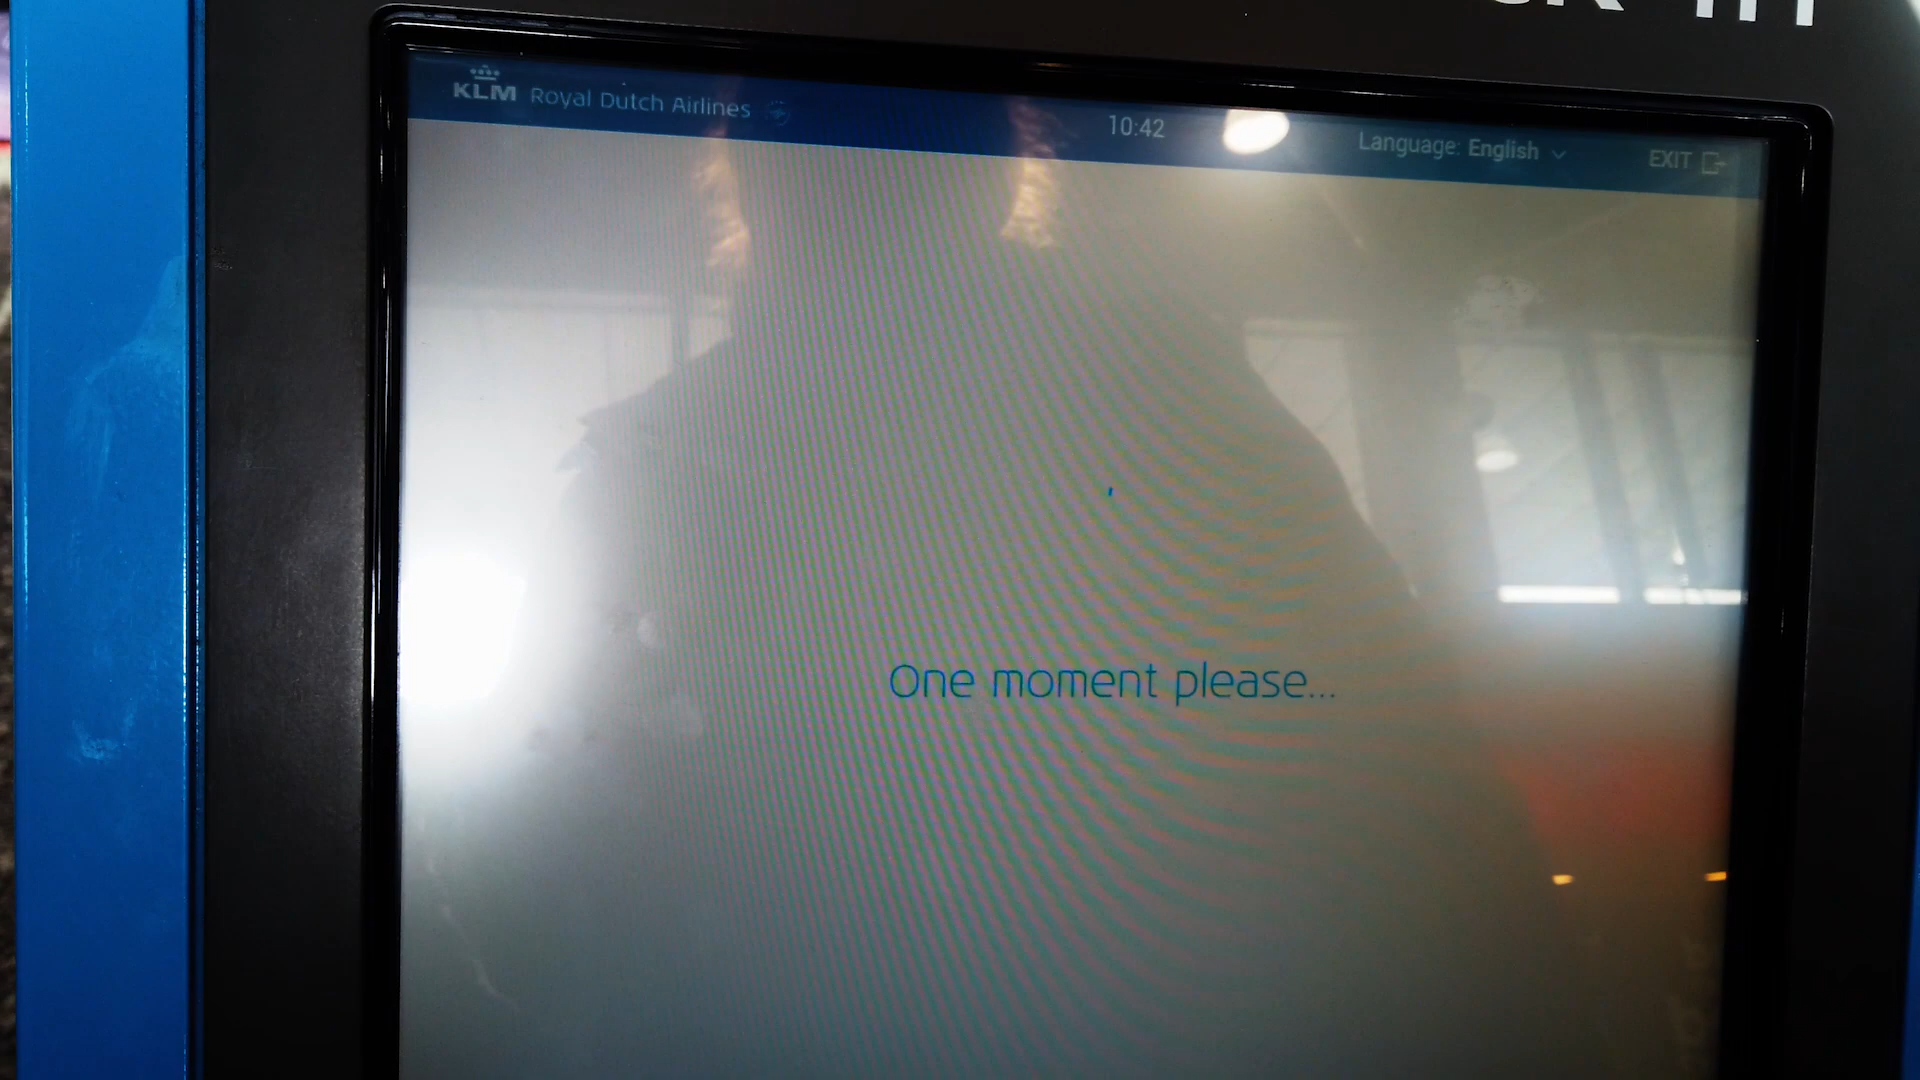 KLM Royal Dutch Airlines
10:42
Language: English
EXIT
One moment please...